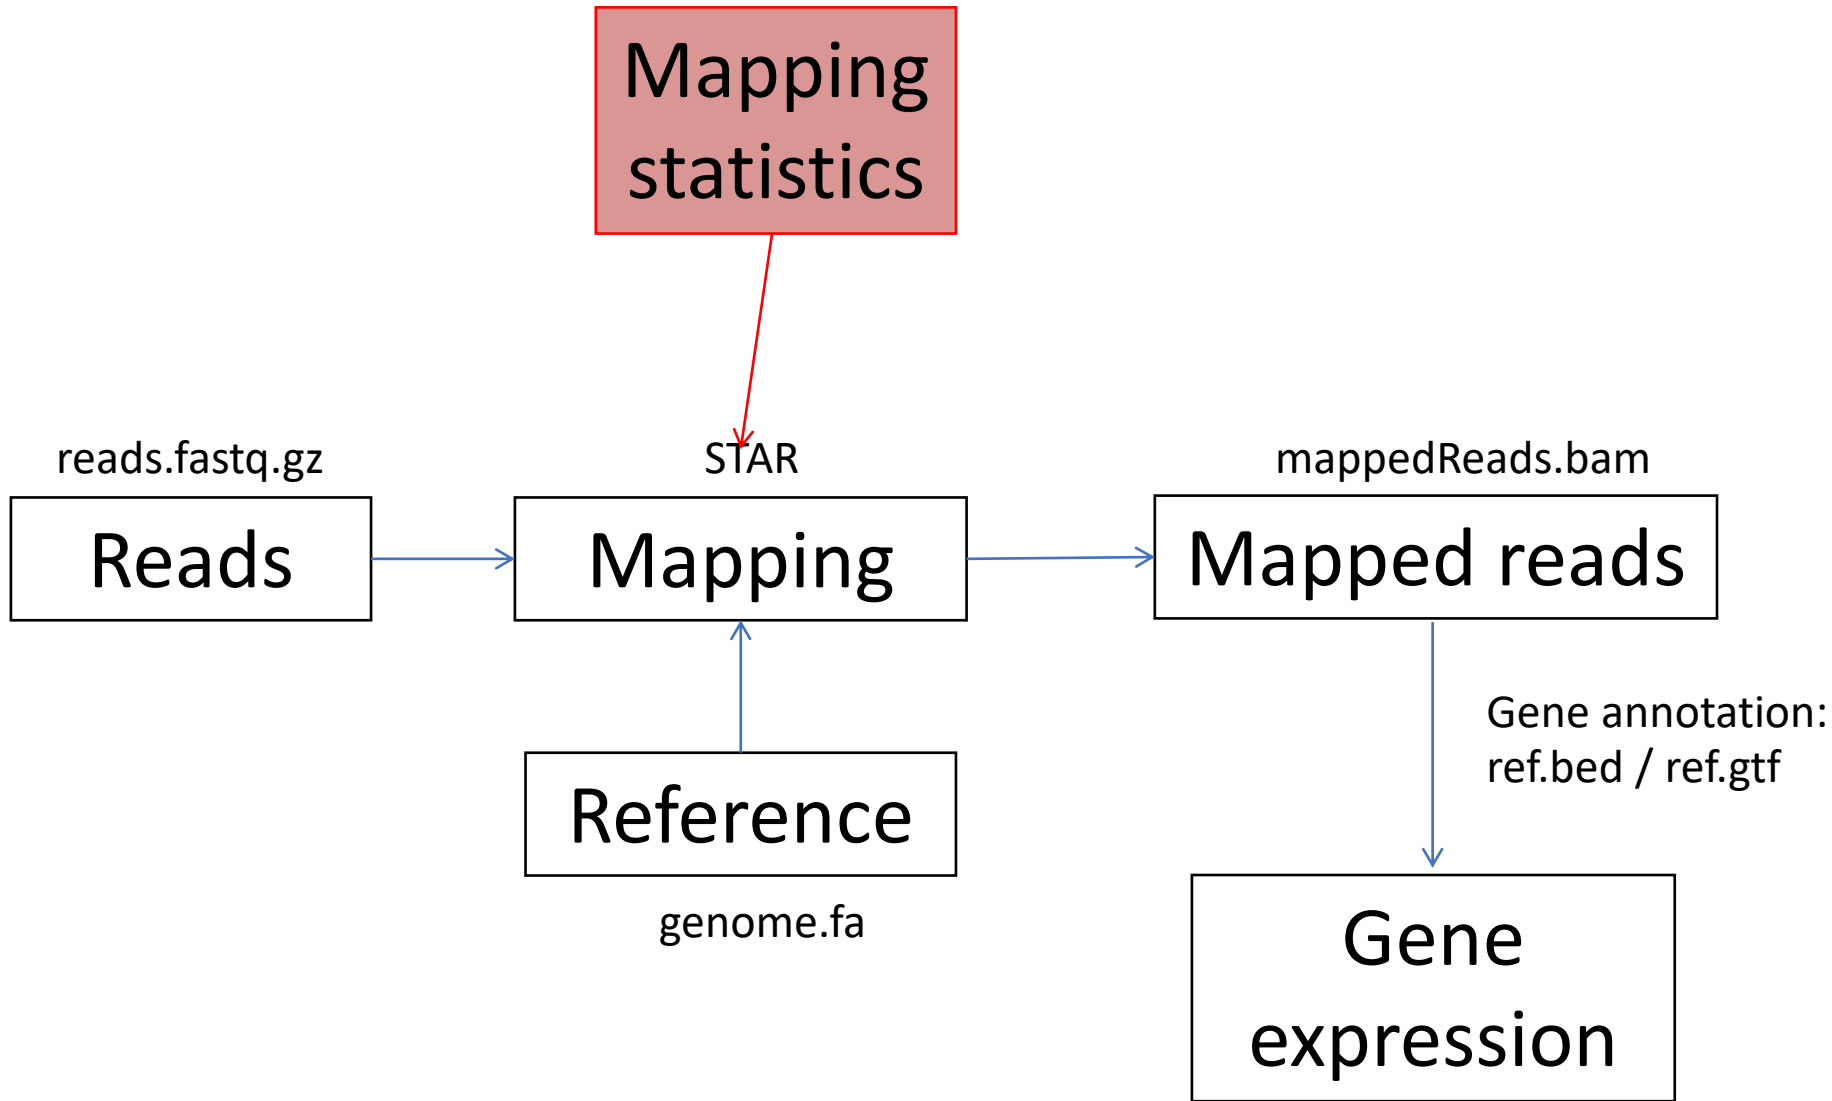 Mapping
statistics
reads.fastq.gz
STAR
mappedReads.bam
Reads
Mapping
Mapped reads
Gene annotation:
ref.bed / ref.gtf
Reference
genome.fa
Gene
expression